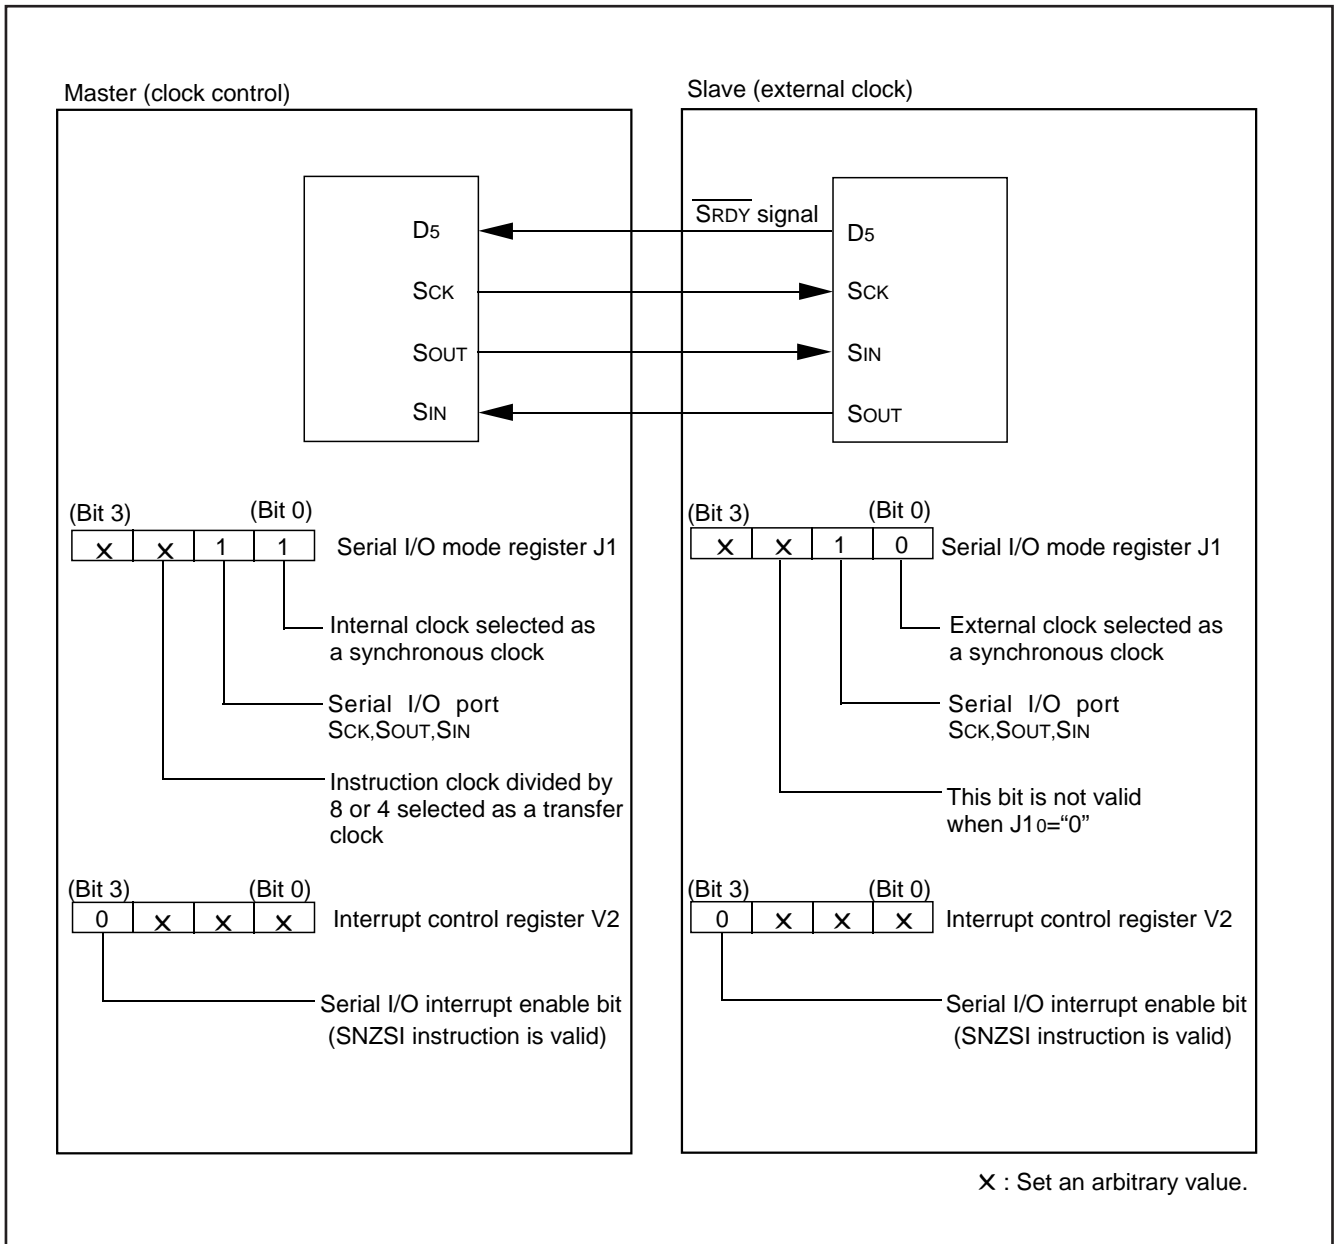 Master (clock control)
D5
SCK
SOUT
SIN
(Bit 3) (Bit 0)
× × 1 1 Serial I/O mode register J1
Internal clock selected as
a synchronous clock
Serial I/O port
SCK,SOUT,SIN
Instruction clock divided by
8 or 4 selected as a transfer
clock
(Bit 3) (Bit 0)
0 × × × Interrupt control register V2
Serial I/O interrupt enable bit
(SNZSI instruction is valid)
SRDY signal
Slave (external clock)
D5
SCK
SIN
SOUT
(Bit 3) (Bit 0)
× × 1 0 Serial I/O mode register J1
External clock selected as
a synchronous clock
Serial I/O port
SCK,SOUT,SIN
This bit is not valid
when J10=“0”
(Bit 3) (Bit 0)
0 × × × Interrupt control register V2
Serial I/O interrupt enable bit
(SNZSI instruction is valid)
× : Set an arbitrary value.